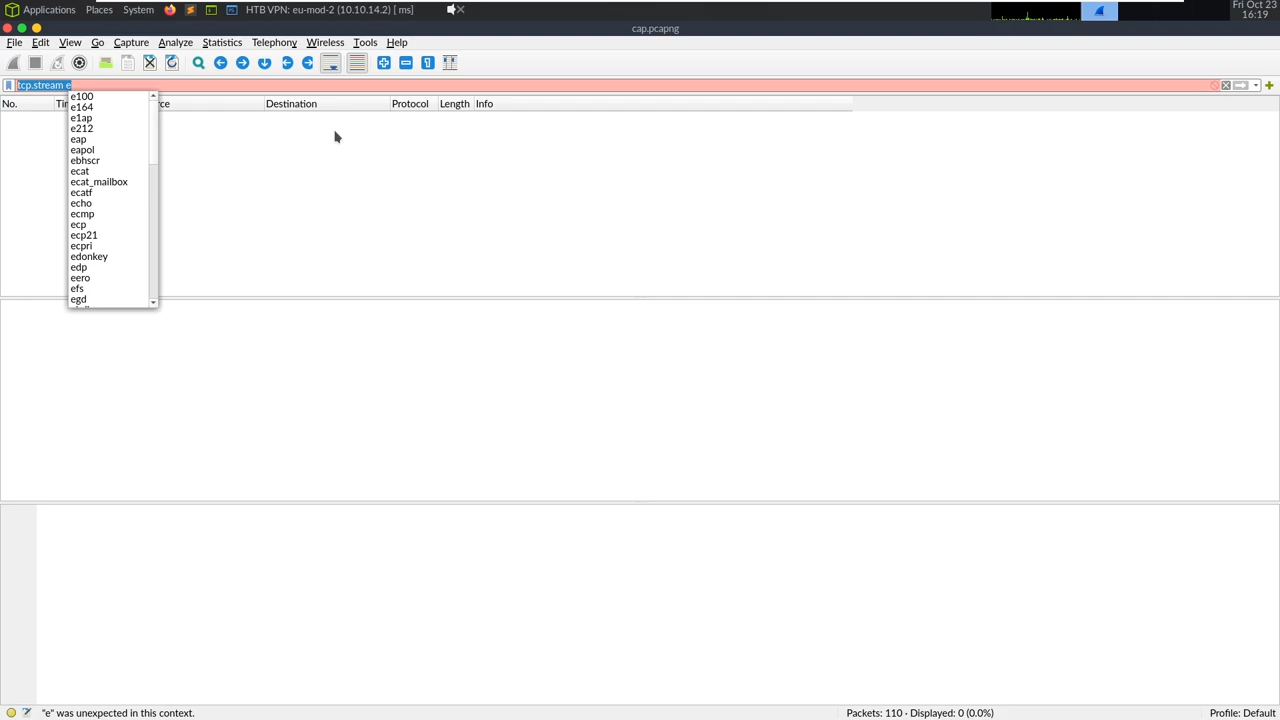 Applications Places System HTB VPN: eu-mod-2 (10.10.14.2) [ ms] Fri Oct 23
16:19
cap.pcapng
File Edit View Go Capture Analyze Statistics Telephony Wireless Tools Help
tcp.stream e
No. Destination Protocol Length Info
e100
e164
e1ap
e212
eap
eapol
ebhscr
ecat
ecat_mailbox
ecatf
echo
ecmp
ecp
ecp21
ecpri
edonkey
edp
eero
efs
egd
"e" was unexpected in this context. Packets: 110 · Displayed: 0 (0.0%) Profile: Default